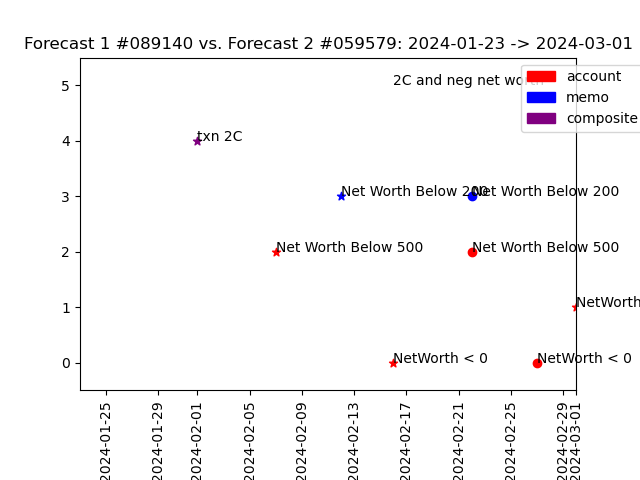 Forecast 1 #089140 vs. Forecast 2 #059579: 2024-01-23 -> 2024-03-01
2C and neg net
account
memo
composite
txn 2C
Net Worth Below 200
Net Worth Below 200
Net Worth Below 500
Net Worth Below 500
NetWorth
NetWorth < 0
NetWorth < 0
5
4
3
2
1
0
2024-01-25
2024-01-29
2024-02-01
2024-02-05
2024-02-09
2024-02-13
2024-02-17
2024-02-21
2024-02-25
2024-02-29
2024-03-01